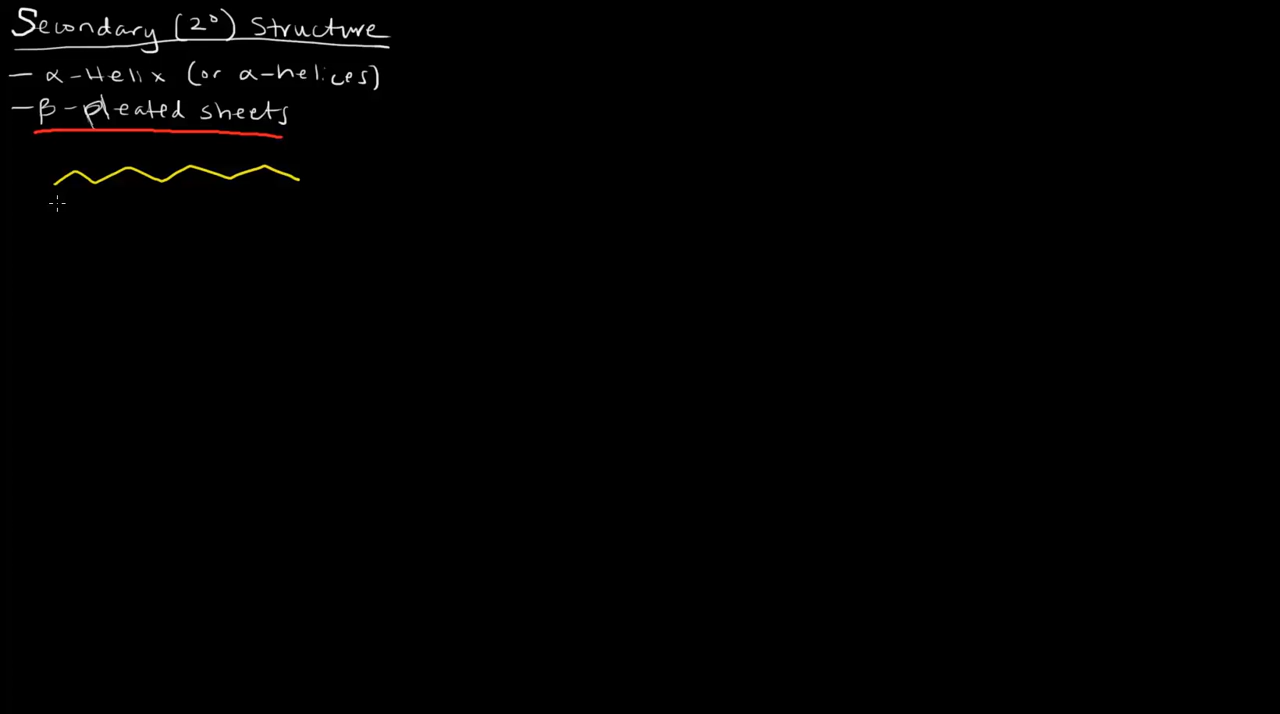 Secondary (2°) Structure
- α-Helix (or α-helices)
- β-pleated sheets